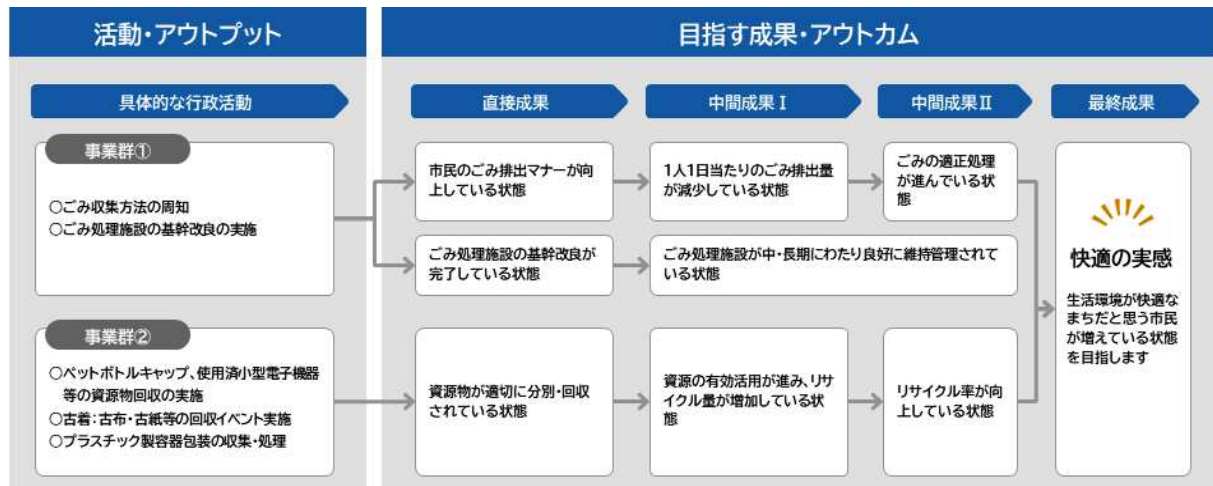 活動・アウトプット
目指す成果・アウトカム
具体的な行政活動
直接成果
中間成果Ⅰ
中間成果Ⅱ
最終成果
事業群①
○ごみ収集方法の周知
○ごみ処理施設の基幹改良の実施
市民のごみ排出マナーが向
上している状態
1人1日当たりのごみ排出量
が減少している状態
ごみの適正処理
が進んでいる状
態
ごみ処理施設の基幹改良が
完了している状態
ごみ処理施設が中・長期にわたり良好に維持管理されて
いる状態
事業群②
○ペットボトルキャップ、使用済小型電子機器
等の資源物回収の実施
○古着：古布・古紙等の回収イベント実施
○プラスチック製容器包装の収集・処理
資源物が適切に分別・回収
されている状態
資源の有効活用が進み、リサ
イクル量が増加している状
態
リサイクル率が向
上している状態
快適の実感
生活環境が快適な
まちだと思う市民
が増えている状態
を目指します